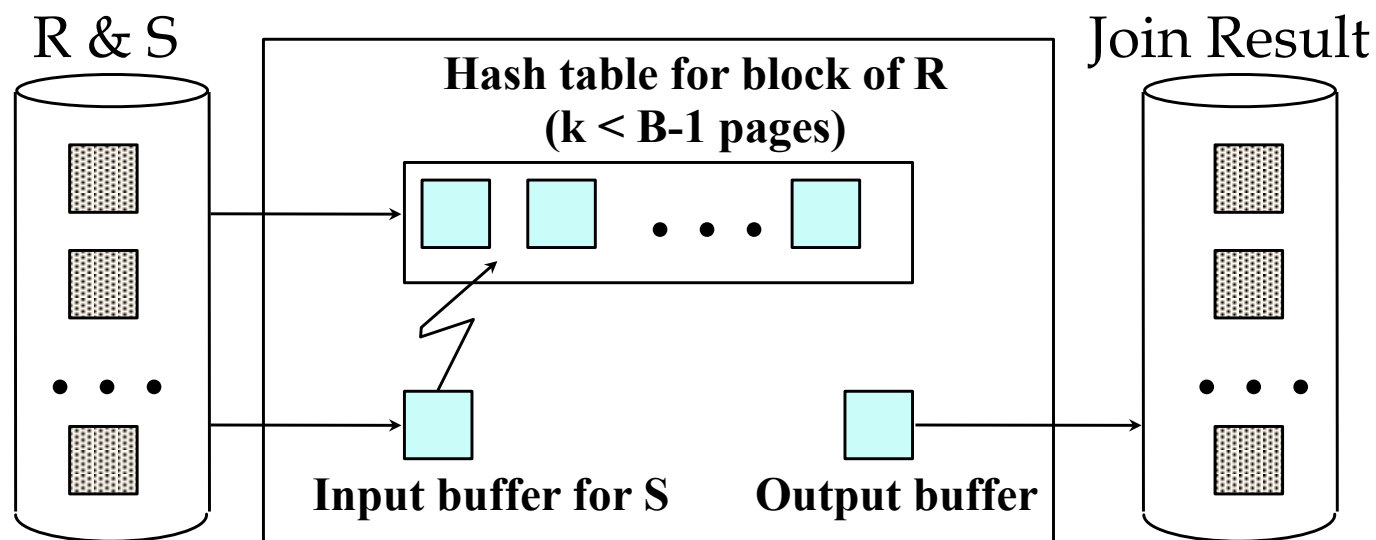 R & S
Join Result
Hash table for block of R
(k < B-1 pages)
• • •
• • •
• • •
Input buffer for S
Output buffer